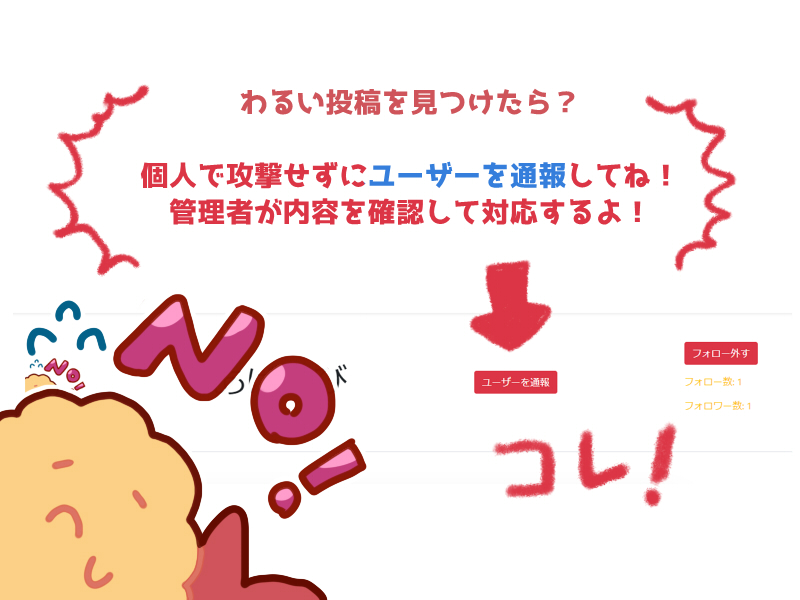 わるい投稿を見つけたら？
個人で攻撃せずにユーザーを通報してね！
管理者が内容を確認して対応するよ！
NO!
NO!
フォロー外す
ユーザーを通報
フォロー数: 1
フォロワー数: 1
コレ!